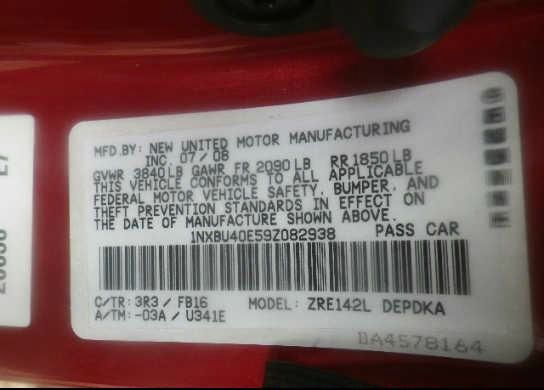 MFD.BY: NEW UNITED MOTOR MANUFACTURING
INC. 07/08
GVWR 3840LB GAWR FR 2090LB RR1850LB
THIS VEHICLE CONFORMS TO ALL APPLICABLE
FEDERAL MOTOR VEHICLE SAFETY, BUMPER, AND
THEFT PREVENTION STANDARDS IN EFFECT ON
THE DATE OF MANUFACTURE SHOWN ABOVE.
1NXBU40E59Z082938 PASS CAR
C/TR: 3R3 / FB16 MODEL: ZRE142L DEPDKA
A/TM: -03A / U341E
DA4578164